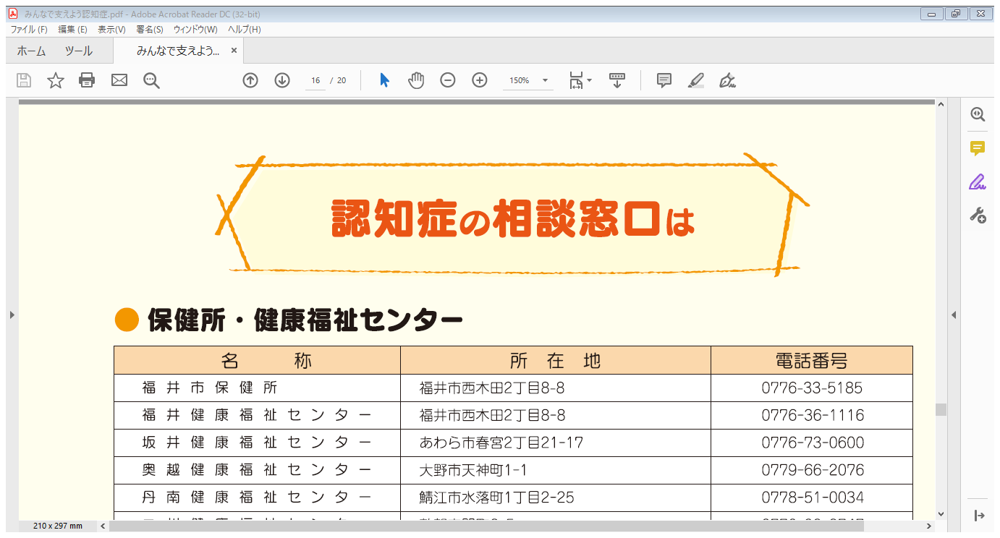 みんなで支えよう認知症.pdf - Adobe Acrobat Reader DC (32-bit)
ファイル(F) 編集(E) 表示(V) 署名(S) ウィンドウ(W) ヘルプ(H)
ホーム ツール みんなで支えよう... ×
16 / 20 150%
認知症の相談窓口は
● 保健所・健康福祉センター
名称 所在地 電話番号
福井市保健所 福井市西木田2丁目8-8 0776-33-5185
福井健康福祉センター 福井市西木田2丁目8-8 0776-36-1116
坂井健康福祉センター あわら市春宮2丁目21-17 0776-73-0600
奥越健康福祉センター 大野市天神町1-1 0779-66-2076
丹南健康福祉センター 鯖江市水落町1丁目2-25 0778-51-0034
210 x 297 mm